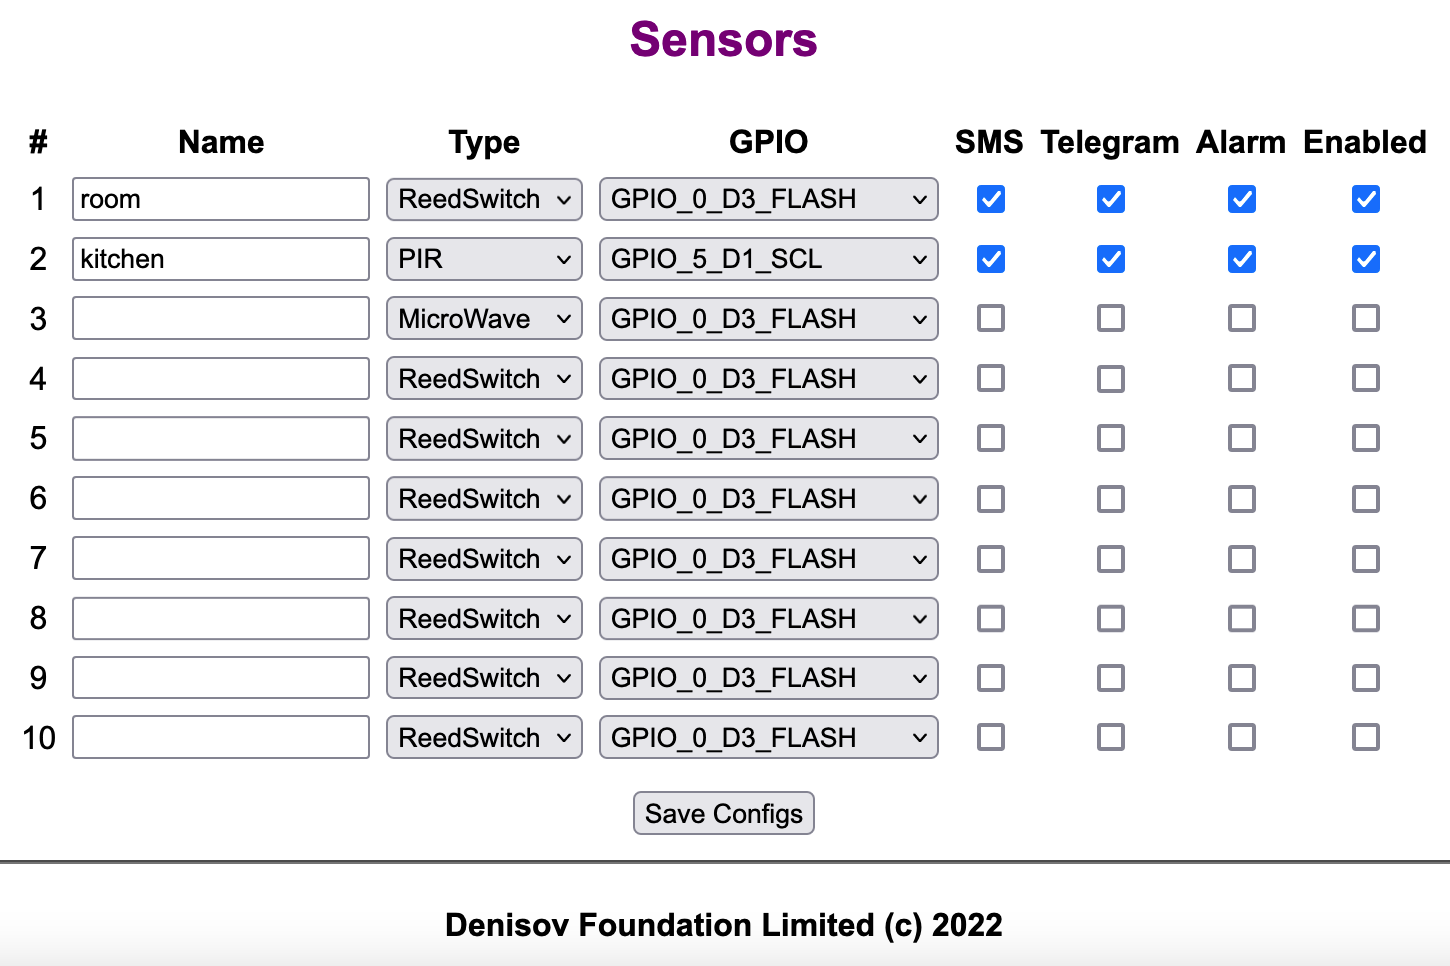 Sensors
# Name Type GPIO SMS Telegram Alarm Enabled
1 room ReedSwitch GPIO_0_D3_FLASH
2 kitchen PIR GPIO_5_D1_SCL
3 MicroWave GPIO_0_D3_FLASH
4 ReedSwitch GPIO_0_D3_FLASH
5 ReedSwitch GPIO_0_D3_FLASH
6 ReedSwitch GPIO_0_D3_FLASH
7 ReedSwitch GPIO_0_D3_FLASH
8 ReedSwitch GPIO_0_D3_FLASH
9 ReedSwitch GPIO_0_D3_FLASH
10 ReedSwitch GPIO_0_D3_FLASH
Save Configs
Denisov Foundation Limited (c) 2022